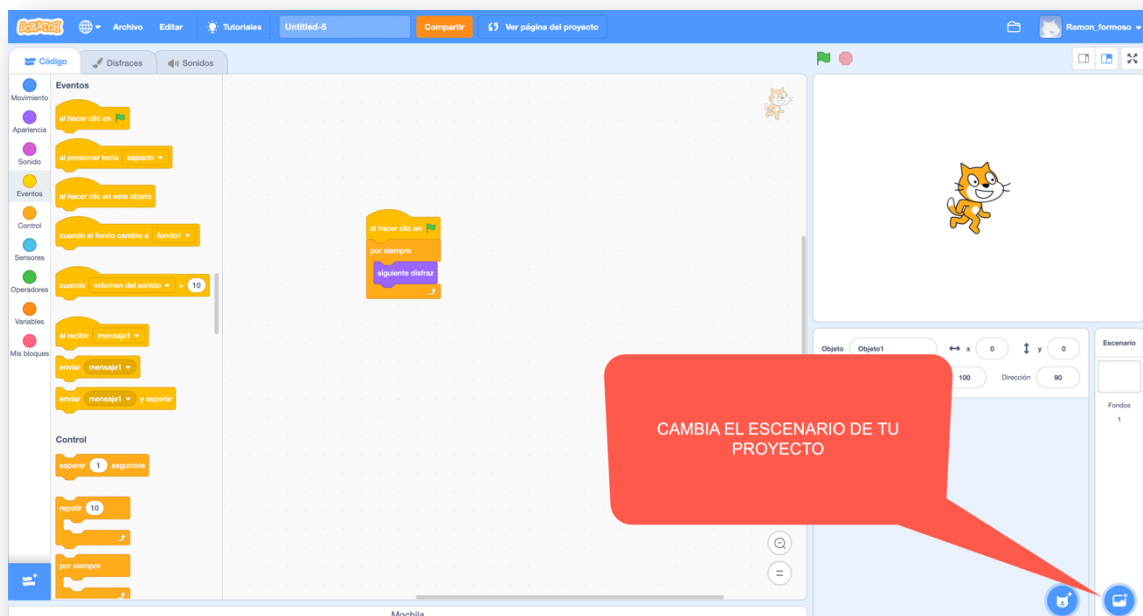 SCRATCH
Archivo
Editar
Tutoriales
Untitled-5
Compartir
Ver página del proyecto
Ramon_formoso
Código
Disfraces
Sonidos
Movimiento
Apariencia
Sonido
Eventos
Control
Sensores
Operadores
Variables
Mis bloques
Eventos
al hacer clic en
al presionar tecla espacio
al hacer clic en este objeto
cuando el fondo cambie a fondo1
cuando volumen del sonido > 10
al recibir mensaje1
enviar mensaje1
enviar mensaje1 y esperar
Control
esperar 1 segundos
repetir 10
por siempre
al hacer clic en
por siempre
siguiente disfraz
Mochila
Objeto Objeto1 x 0 y 0
100 Dirección 90
Escenario
Fondos
1
CAMBIA EL ESCENARIO DE TU
PROYECTO